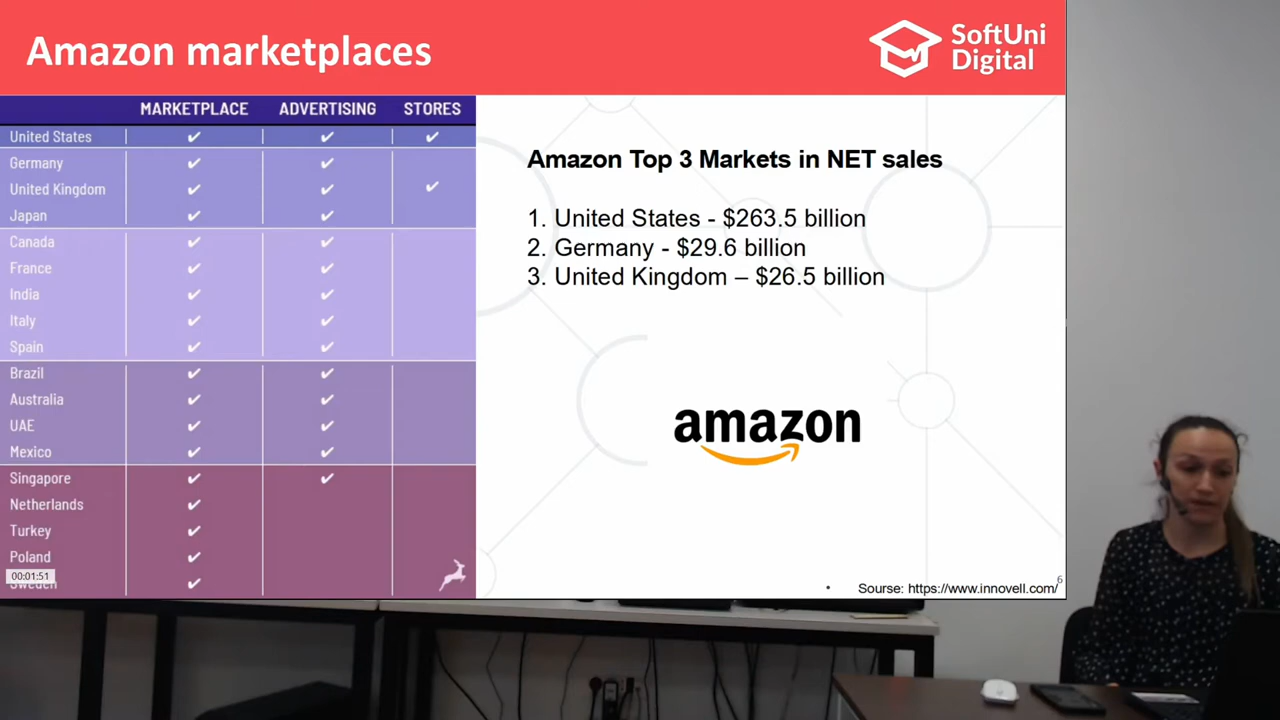 Amazon marketplaces
SoftUni
Digital
MARKETPLACE ADVERTISING STORES
United States ✔ ✔ ✔
Germany ✔ ✔
United Kingdom ✔ ✔ ✔
Japan ✔ ✔
Canada ✔ ✔
France ✔ ✔
India ✔ ✔
Italy ✔ ✔
Spain ✔ ✔
Brazil ✔ ✔
Australia ✔ ✔
UAE ✔ ✔
Mexico ✔ ✔
Singapore ✔ ✔
Netherlands ✔
Turkey ✔
Poland ✔
Sweden ✔
00:01:51
Amazon Top 3 Markets in NET sales
1. United States - $263.5 billion
2. Germany - $29.6 billion
3. United Kingdom – $26.5 billion
amazon
• Sourse: https://www.innovell.com/
6